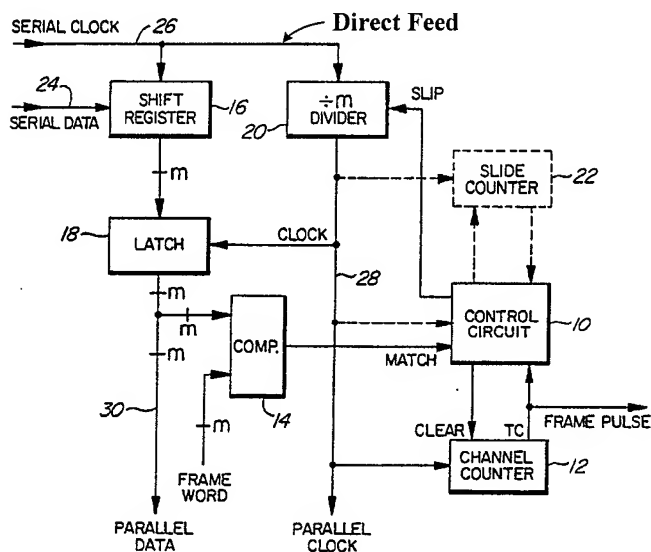 SERIAL CLOCK
26
Direct Feed
24
SERIAL DATA
SHIFT
REGISTER
16
÷m
DIVIDER
20
SLIP
m
SLIDE
COUNTER
22
18
LATCH
CLOCK
28
m
m
m
COMP.
14
MATCH
CONTROL
CIRCUIT
10
30
m
FRAME
WORD
CLEAR
TC
FRAME PULSE
CHANNEL
COUNTER
12
PARALLEL
DATA
PARALLEL
CLOCK